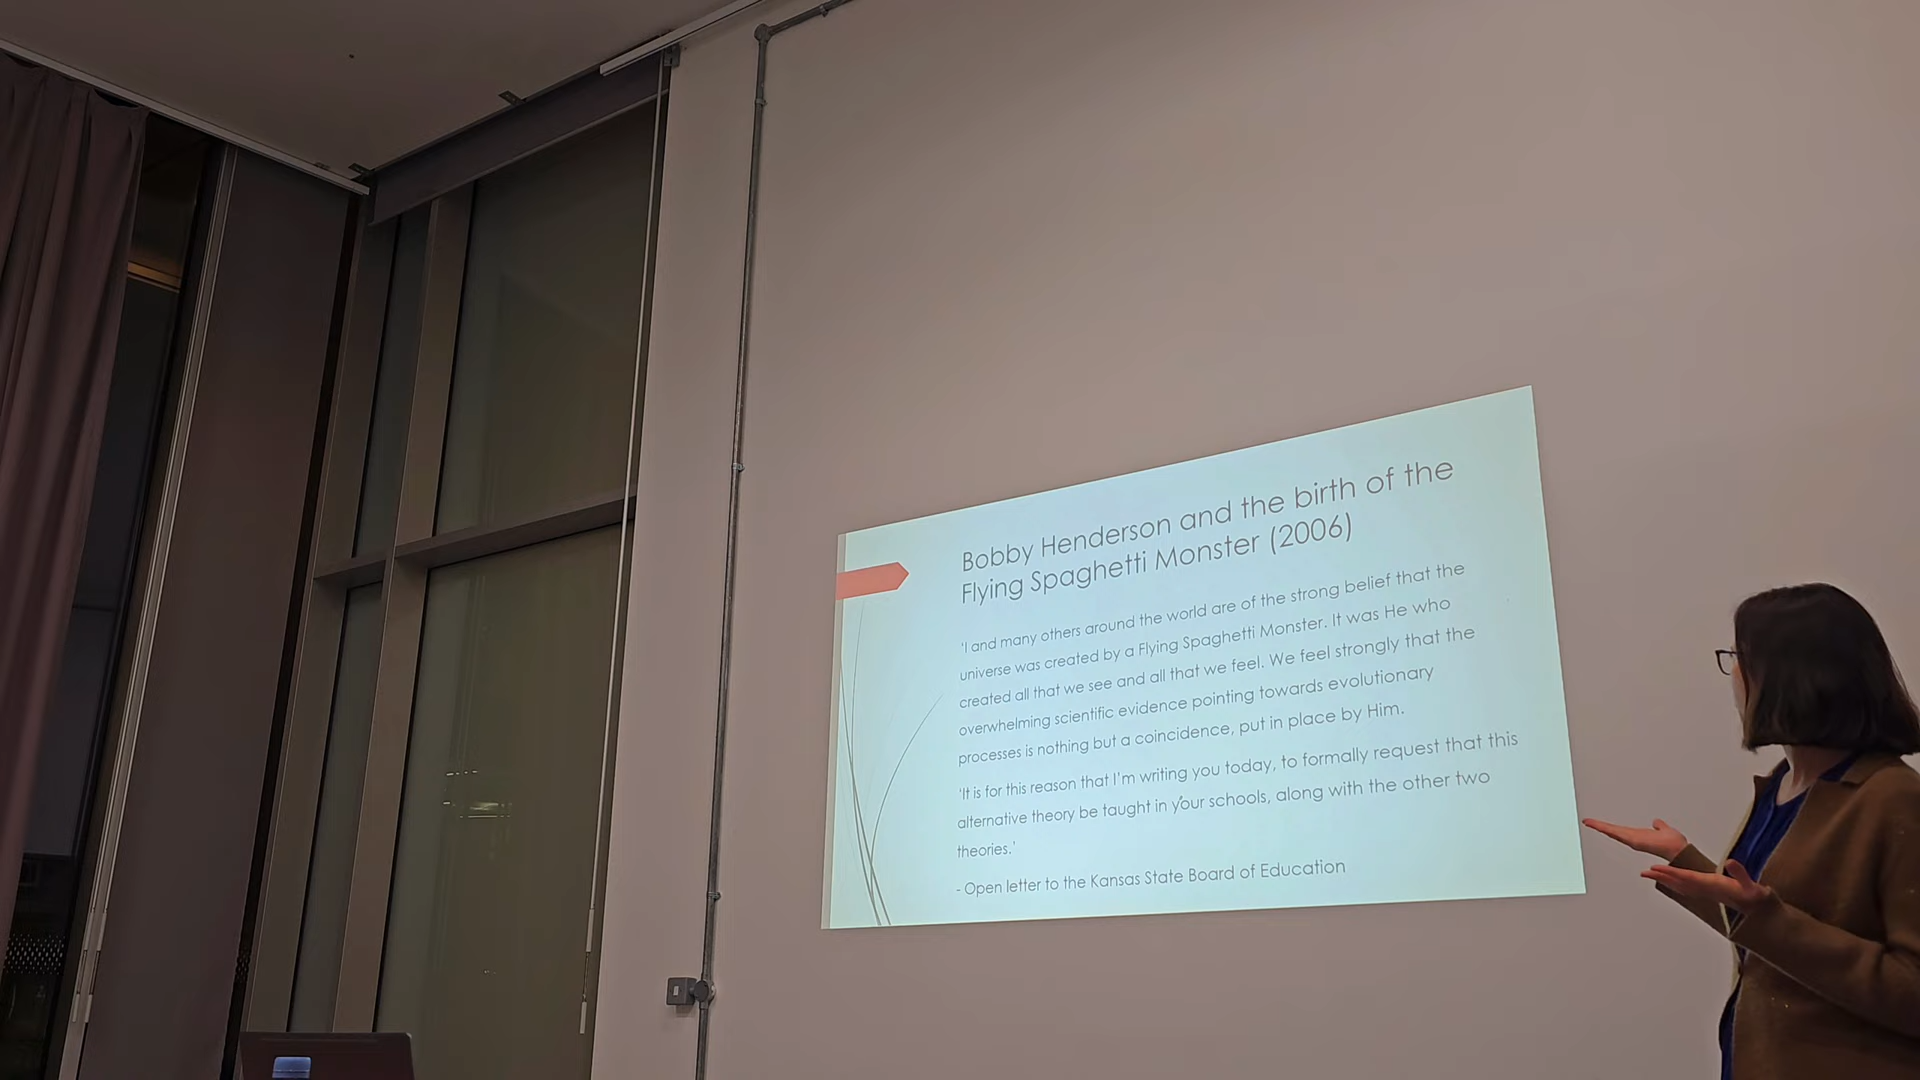 Bobby Henderson and the birth of the
Flying Spaghetti Monster (2006)
'I and many others around the world are of the strong belief that the
universe was created by a Flying Spaghetti Monster. It was He who
created all that we see and all that we feel. We feel strongly that the
overwhelming scientific evidence pointing towards evolutionary
processes is nothing but a coincidence, put in place by Him.
'It is for this reason that I'm writing you today, to formally request that this
alternative theory be taught in your schools, along with the other two
theories.'
- Open letter to the Kansas State Board of Education